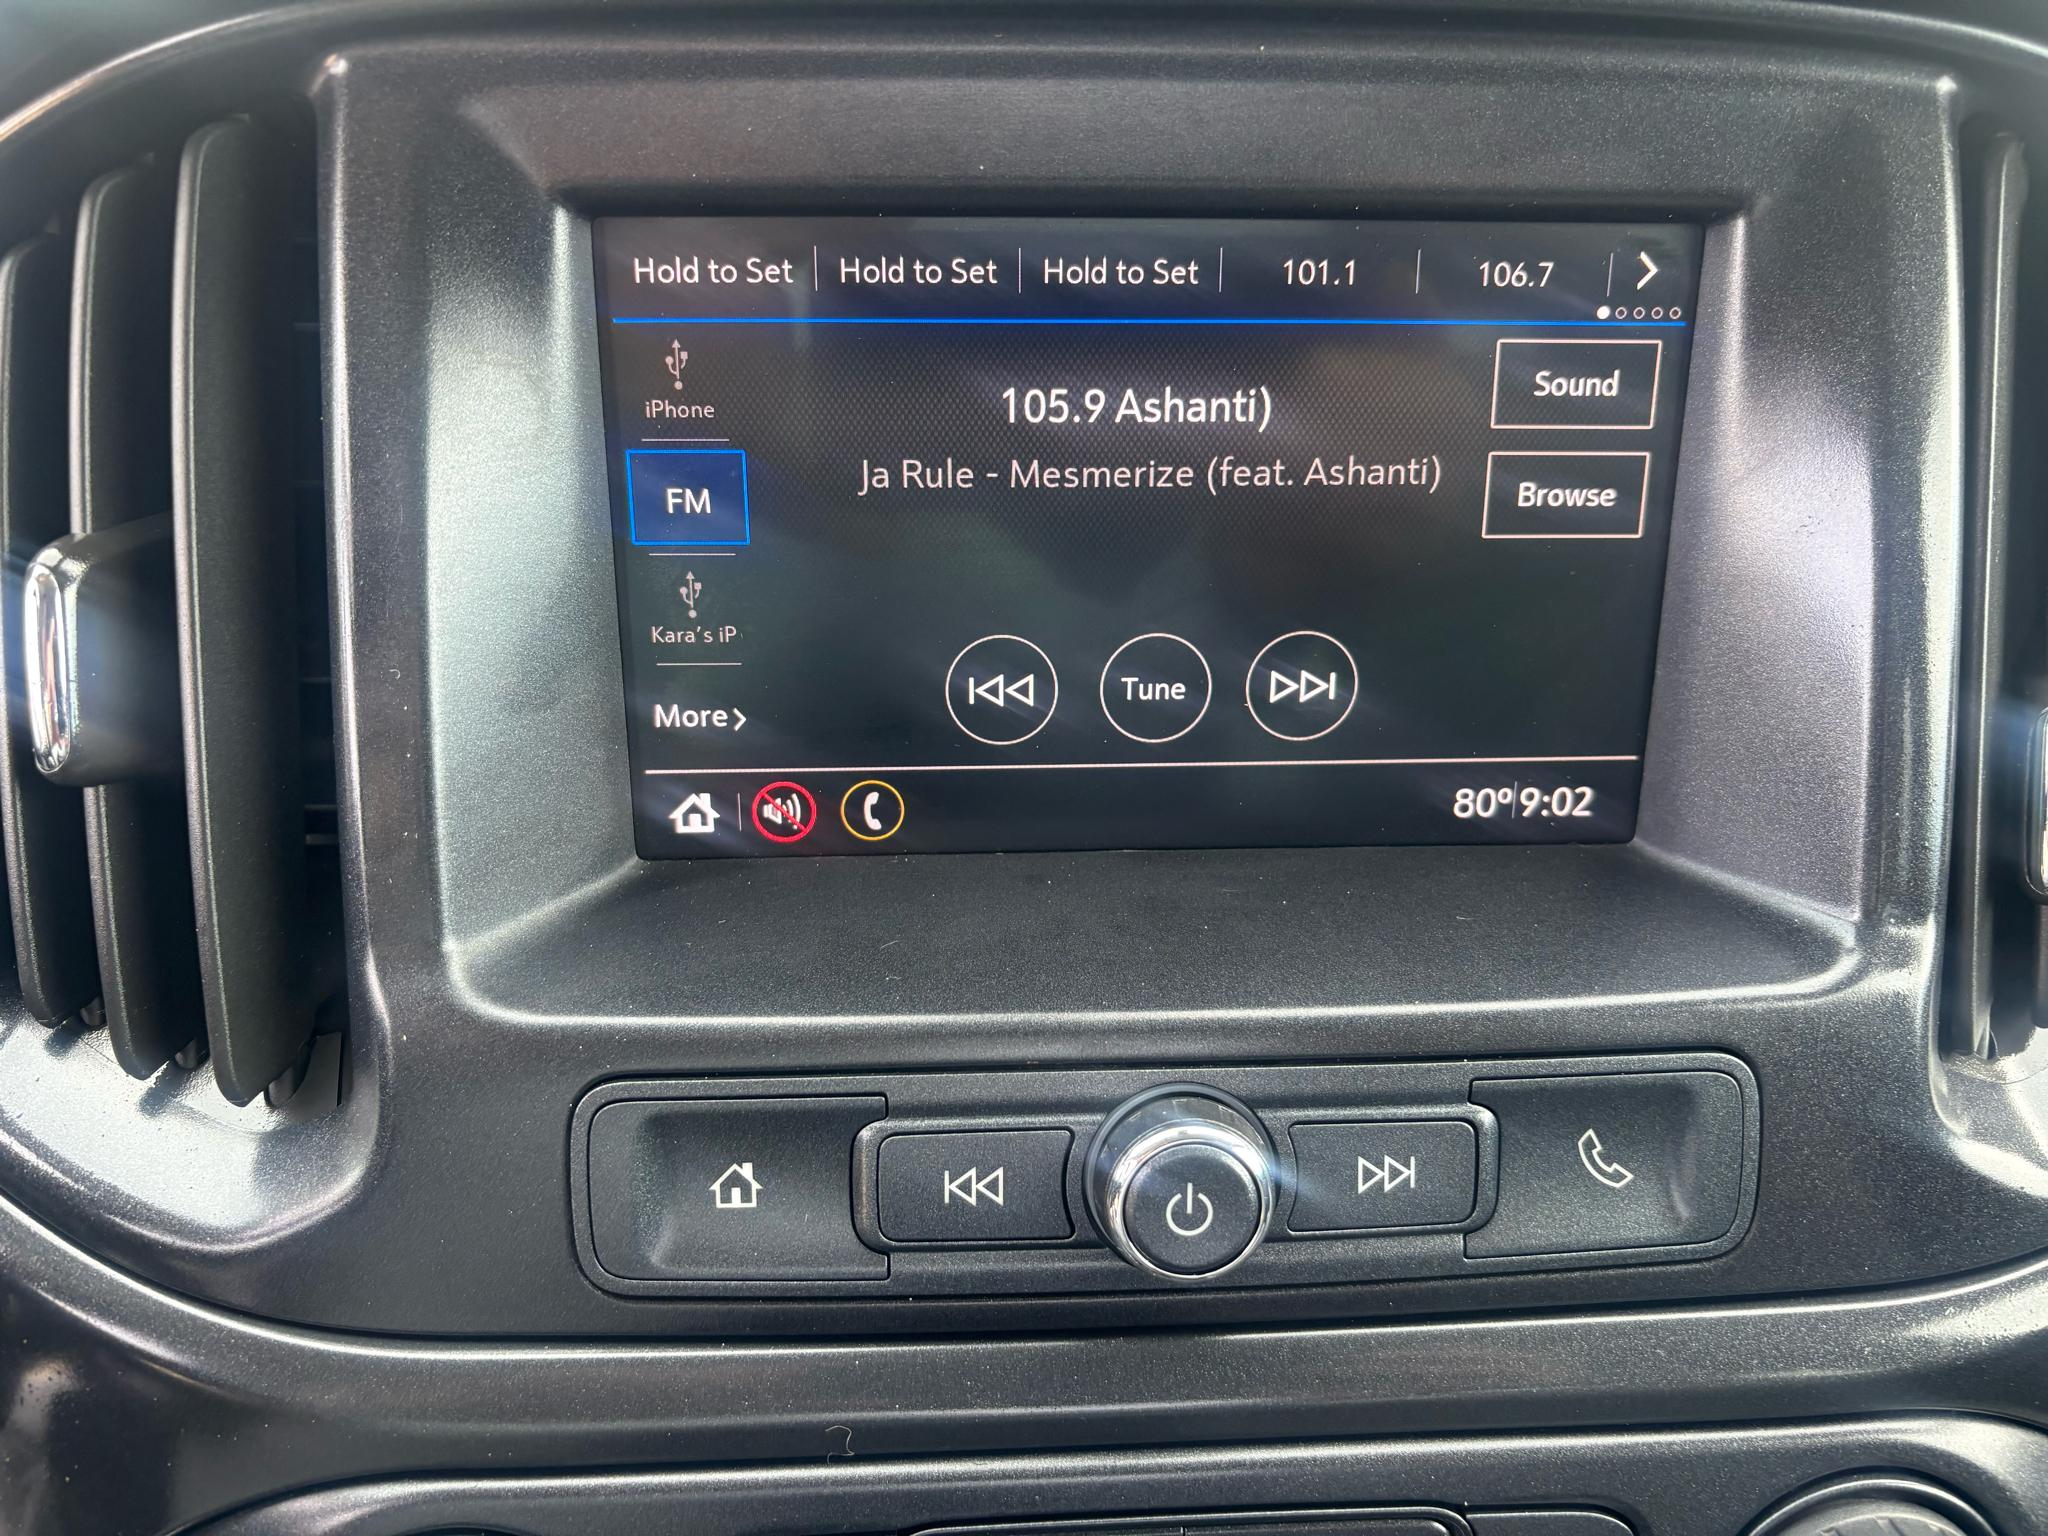 Hold to Set Hold to Set Hold to Set 101.1 106.7
iPhone
Sound
105.9 Ashanti)
Ja Rule - Mesmerize (feat. Ashanti)
FM
Browse
Kara's iP
More
Tune
80° 9:02